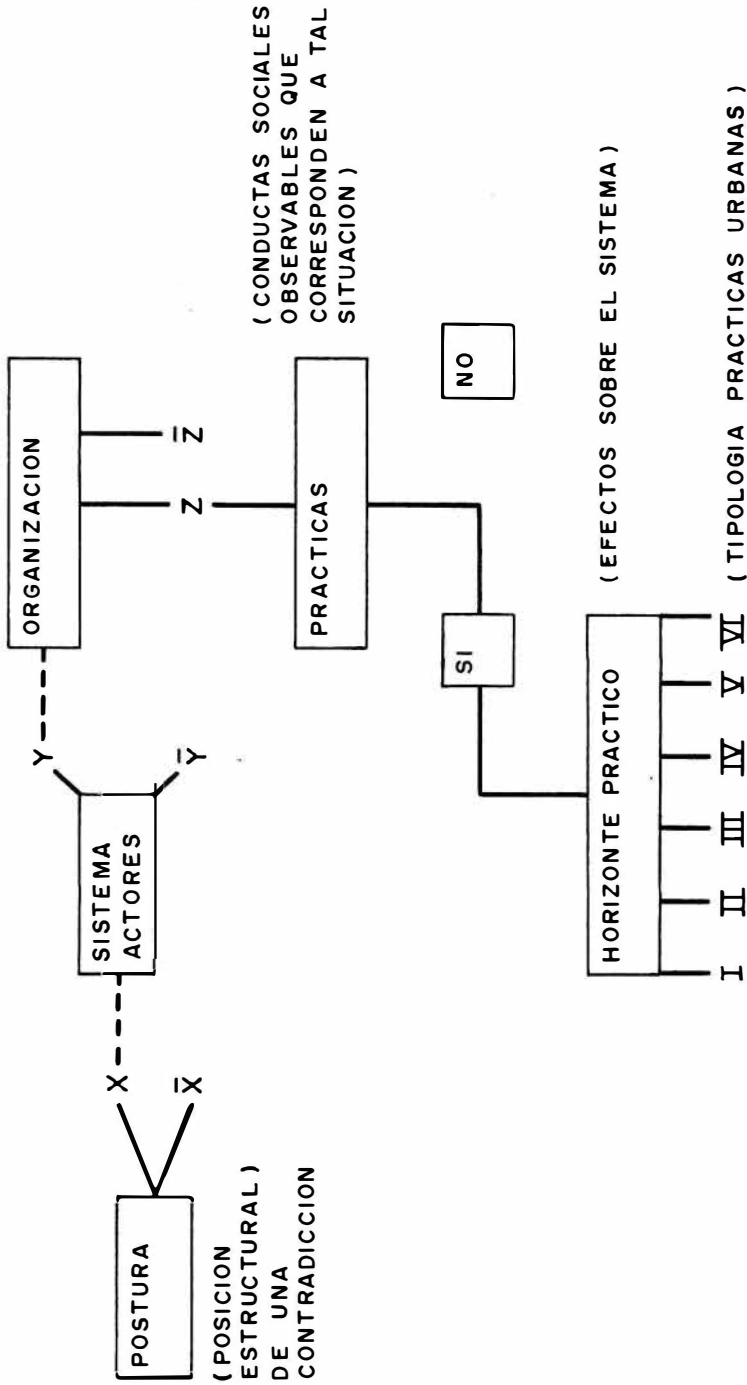 POSTURA
(POSICION
ESTRUCTURAL)
DE UNA
CONTRADICCION
X
X̅
SISTEMA
ACTORES
Y
Y̅
ORGANIZACION
Z
Z̅
PRACTICAS
(CONDUCTAS SOCIALES
OBSERVABLES QUE
CORRESPONDEN A TAL
SITUACION)
SI
NO
HORIZONTE PRACTICO
(EFECTOS SOBRE EL SISTEMA)
I II III IV V VI (TIPOLOGIA PRACTICAS URBANAS)